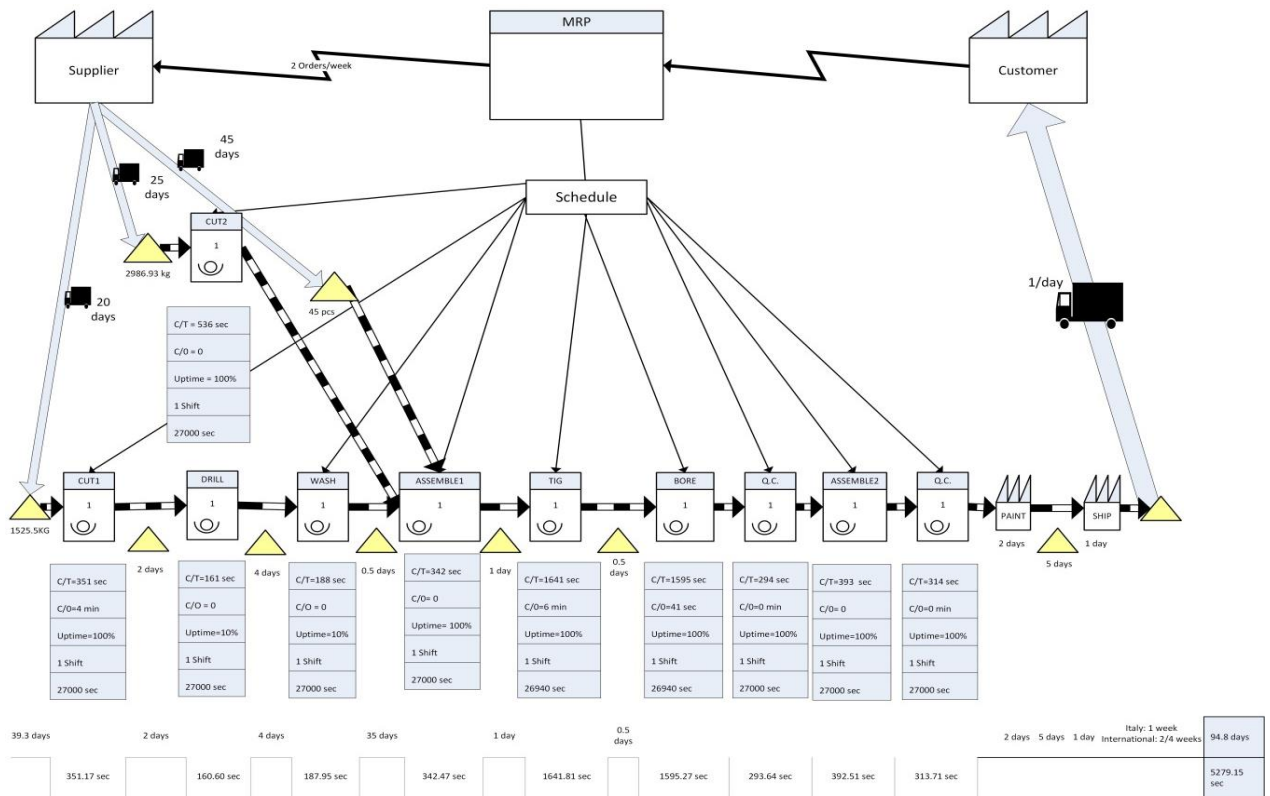 MRP
Supplier
2 Orders/week
Customer
45
days
25
days
Schedule
CUT2
1
2986.93 kg
1/day
20
days
45 pcs
C/T = 536 sec
C/0 = 0
Uptime = 100%
1 Shift
27000 sec
CUT1
DRILL
WASH
ASSEMBLE1
TIG
BORE
Q.C.
ASSEMBLE2
Q.C.
1
1
1
1
1
1
1
1
1
PAINT
SHIP
1525.5KG
2 days
4 days
0.5 days
1 day
0.5
days
2 days
5 days
1 day
C/T=351 sec
C/0=4 min
Uptime=100%
1 Shift
27000 sec
C/T=161 sec
C/O = 0
Uptime=10%
1 Shift
27000 sec
C/T=188 sec
C/O = 0
Uptime=10%
1 Shift
27000 sec
C/T=342 sec
C/0= 0
Uptime= 100%
1 Shift
27000 sec
C/T=1641 sec
C/0=6 min
Uptime=100%
1 Shift
26940 sec
C/T=1595 sec
C/0=41 sec
Uptime=100%
1 Shift
26940 sec
C/T=294 sec
C/0=0 min
Uptime=100%
1 Shift
27000 sec
C/T=393 sec
C/0= 0
Uptime=100%
1 Shift
27000 sec
C/T=314 sec
C/0=0 min
Uptime=100%
1 Shift
27000 sec
39.3 days
2 days
4 days
35 days
1 day
0.5
days
2 days
5 days
1 day
Italy: 1 week
International: 2/4 weeks
94.8 days
351.17 sec
160.60 sec
187.95 sec
342.47 sec
1641.81 sec
1595.27 sec
293.64 sec
392.51 sec
313.71 sec
5279.15
sec